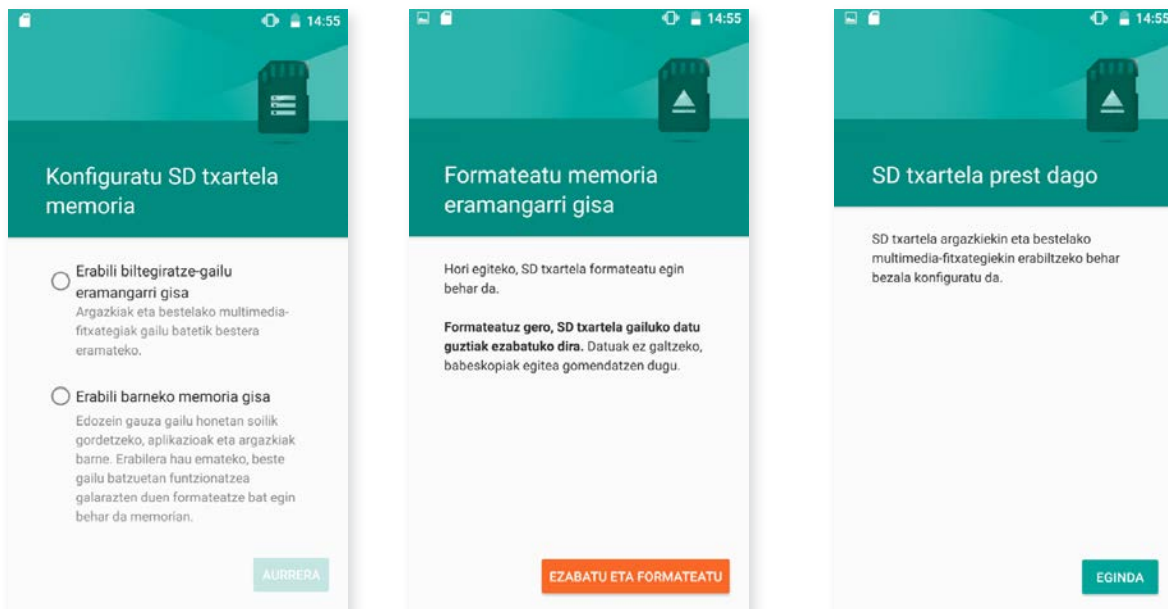 14:55
Konfiguratu SD txartela
memoria
Erabili biltegiratze-gailu
eramangarri gisa
Argazkiak eta bestelako multimedia-
fitxategiak gailu batetik bestera
eramateko.
Erabili barneko memoria gisa
Edozein gauza gailu honetan soilik
gordetzeko, aplikazioak eta argazkiak
barne. Erabilera hau emateko, beste
gailu batzuetan funtzionatzea
galarazten duen formateatze bat egin
behar da memorian.
AURRERA
14:55
Formateatu memoria
eramangarri gisa
Hori egiteko, SD txartela formateatu egin
behar da.
Formateatuz gero, SD txartela gailuko datu
guztiak ezabatuko dira. Datuak ez galtzeko,
babeskopiak egitea gomendatzen dugu.
EZABATU ETA FORMATEATU
14:55
SD txartela prest dago
SD txartela argazkiekin eta bestelako
multimedia-fitxategiekin erabiltzeko behar
bezala konfiguratu da.
EGINDA